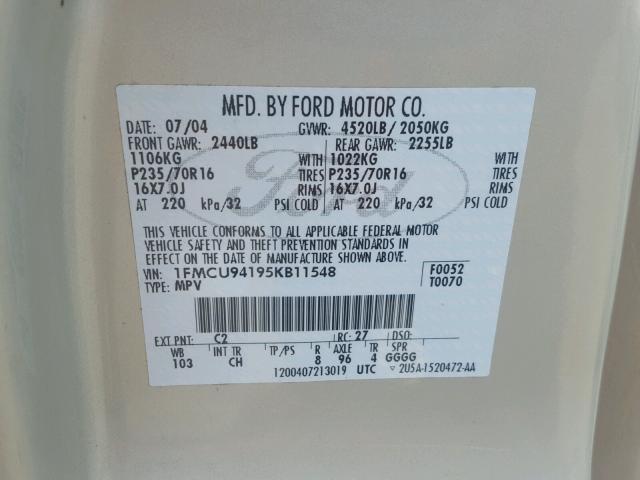 MFD. BY FORD MOTOR CO.
DATE: 07/04 GVWR: 4520LB/ 2050KG
FRONT GAWR: 2440LB REAR GAWR: 2255LB
1106KG WITH 1022KG WITH
P235/70R16 TIRES P235/70R16 TIRES
16X7.0J RIMS 16X7.0J RIMS
AT 220 kPa/32 PSI COLD AT 220 kPa/32 PSI COLD
Ford
THIS VEHICLE CONFORMS TO ALL APPLICABLE FEDERAL MOTOR
VEHICLE SAFETY AND THEFT PREVENTION STANDARDS IN
EFFECT ON THE DATE OF MANUFACTURE SHOWN ABOVE.
VIN: 1FMCU94195KB11548 F0052
TYPE: MPV T0070
EXT PNT: C2 RC: 27 DSO:
WB INT TR TP/PS R AXLE TR SPR
103 CH 8 96 4 GGGG
1200407213019 UTC ▽ 2U5A-1520472-AA